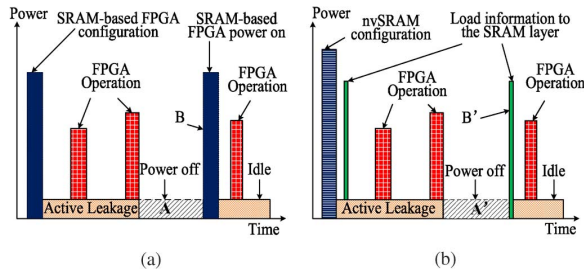 Power
SRAM-based FPGA
configuration
SRAM-based
FPGA power on
FPGA
Operation
B
FPGA
Operation
Power off
Idle
Active Leakage
A
Time
(a)
Power
nvSRAM
configuration
Load information to
the SRAM layer
FPGA
Operation
B'
FPGA
Operation
Power off
Idle
Active Leakage
A'
Time
(b)